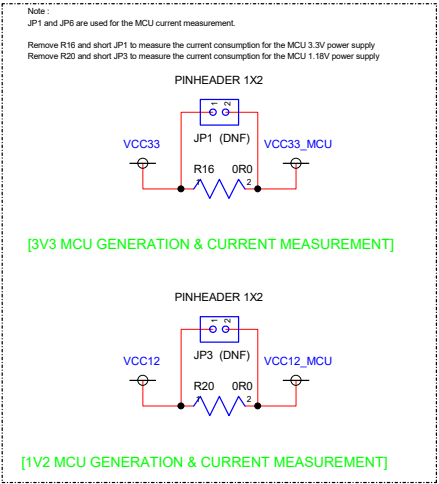 Note :
JP1 and JP6 are used for the MCU current measurement.
Remove R16 and short JP1 to measure the current consumption for the MCU 3.3V power supply
Remove R20 and short JP3 to measure the current consumption for the MCU 1.18V power supply
PINHEADER 1X2
1 2
JP1 (DNF)
VCC33
VCC33_MCU
R16 0R0
1 2
[3V3 MCU GENERATION & CURRENT MEASUREMENT]
PINHEADER 1X2
1 2
JP3 (DNF)
VCC12
VCC12_MCU
R20 0R0
1 2
[1V2 MCU GENERATION & CURRENT MEASUREMENT]